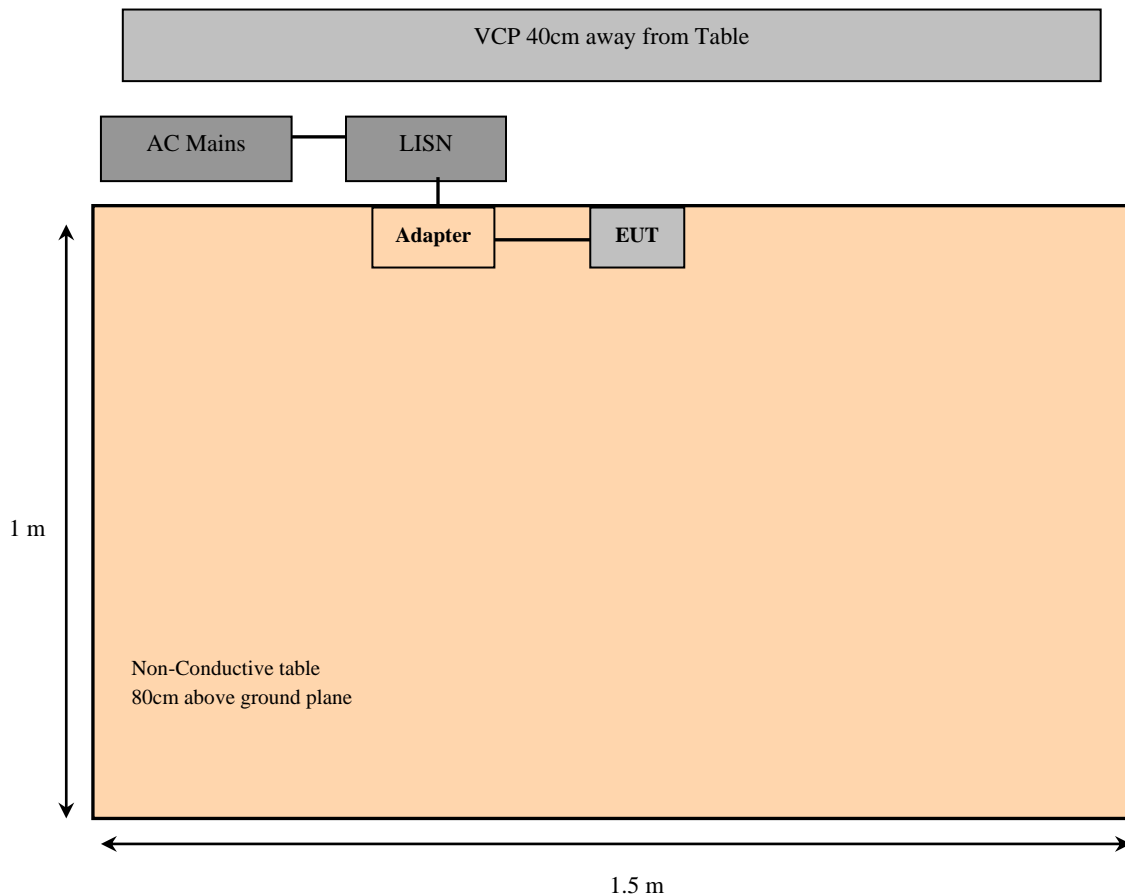 VCP 40cm away from Table
AC Mains
LISN
Adapter
EUT
1 m
Non-Conductive table
80cm above ground plane
1.5 m